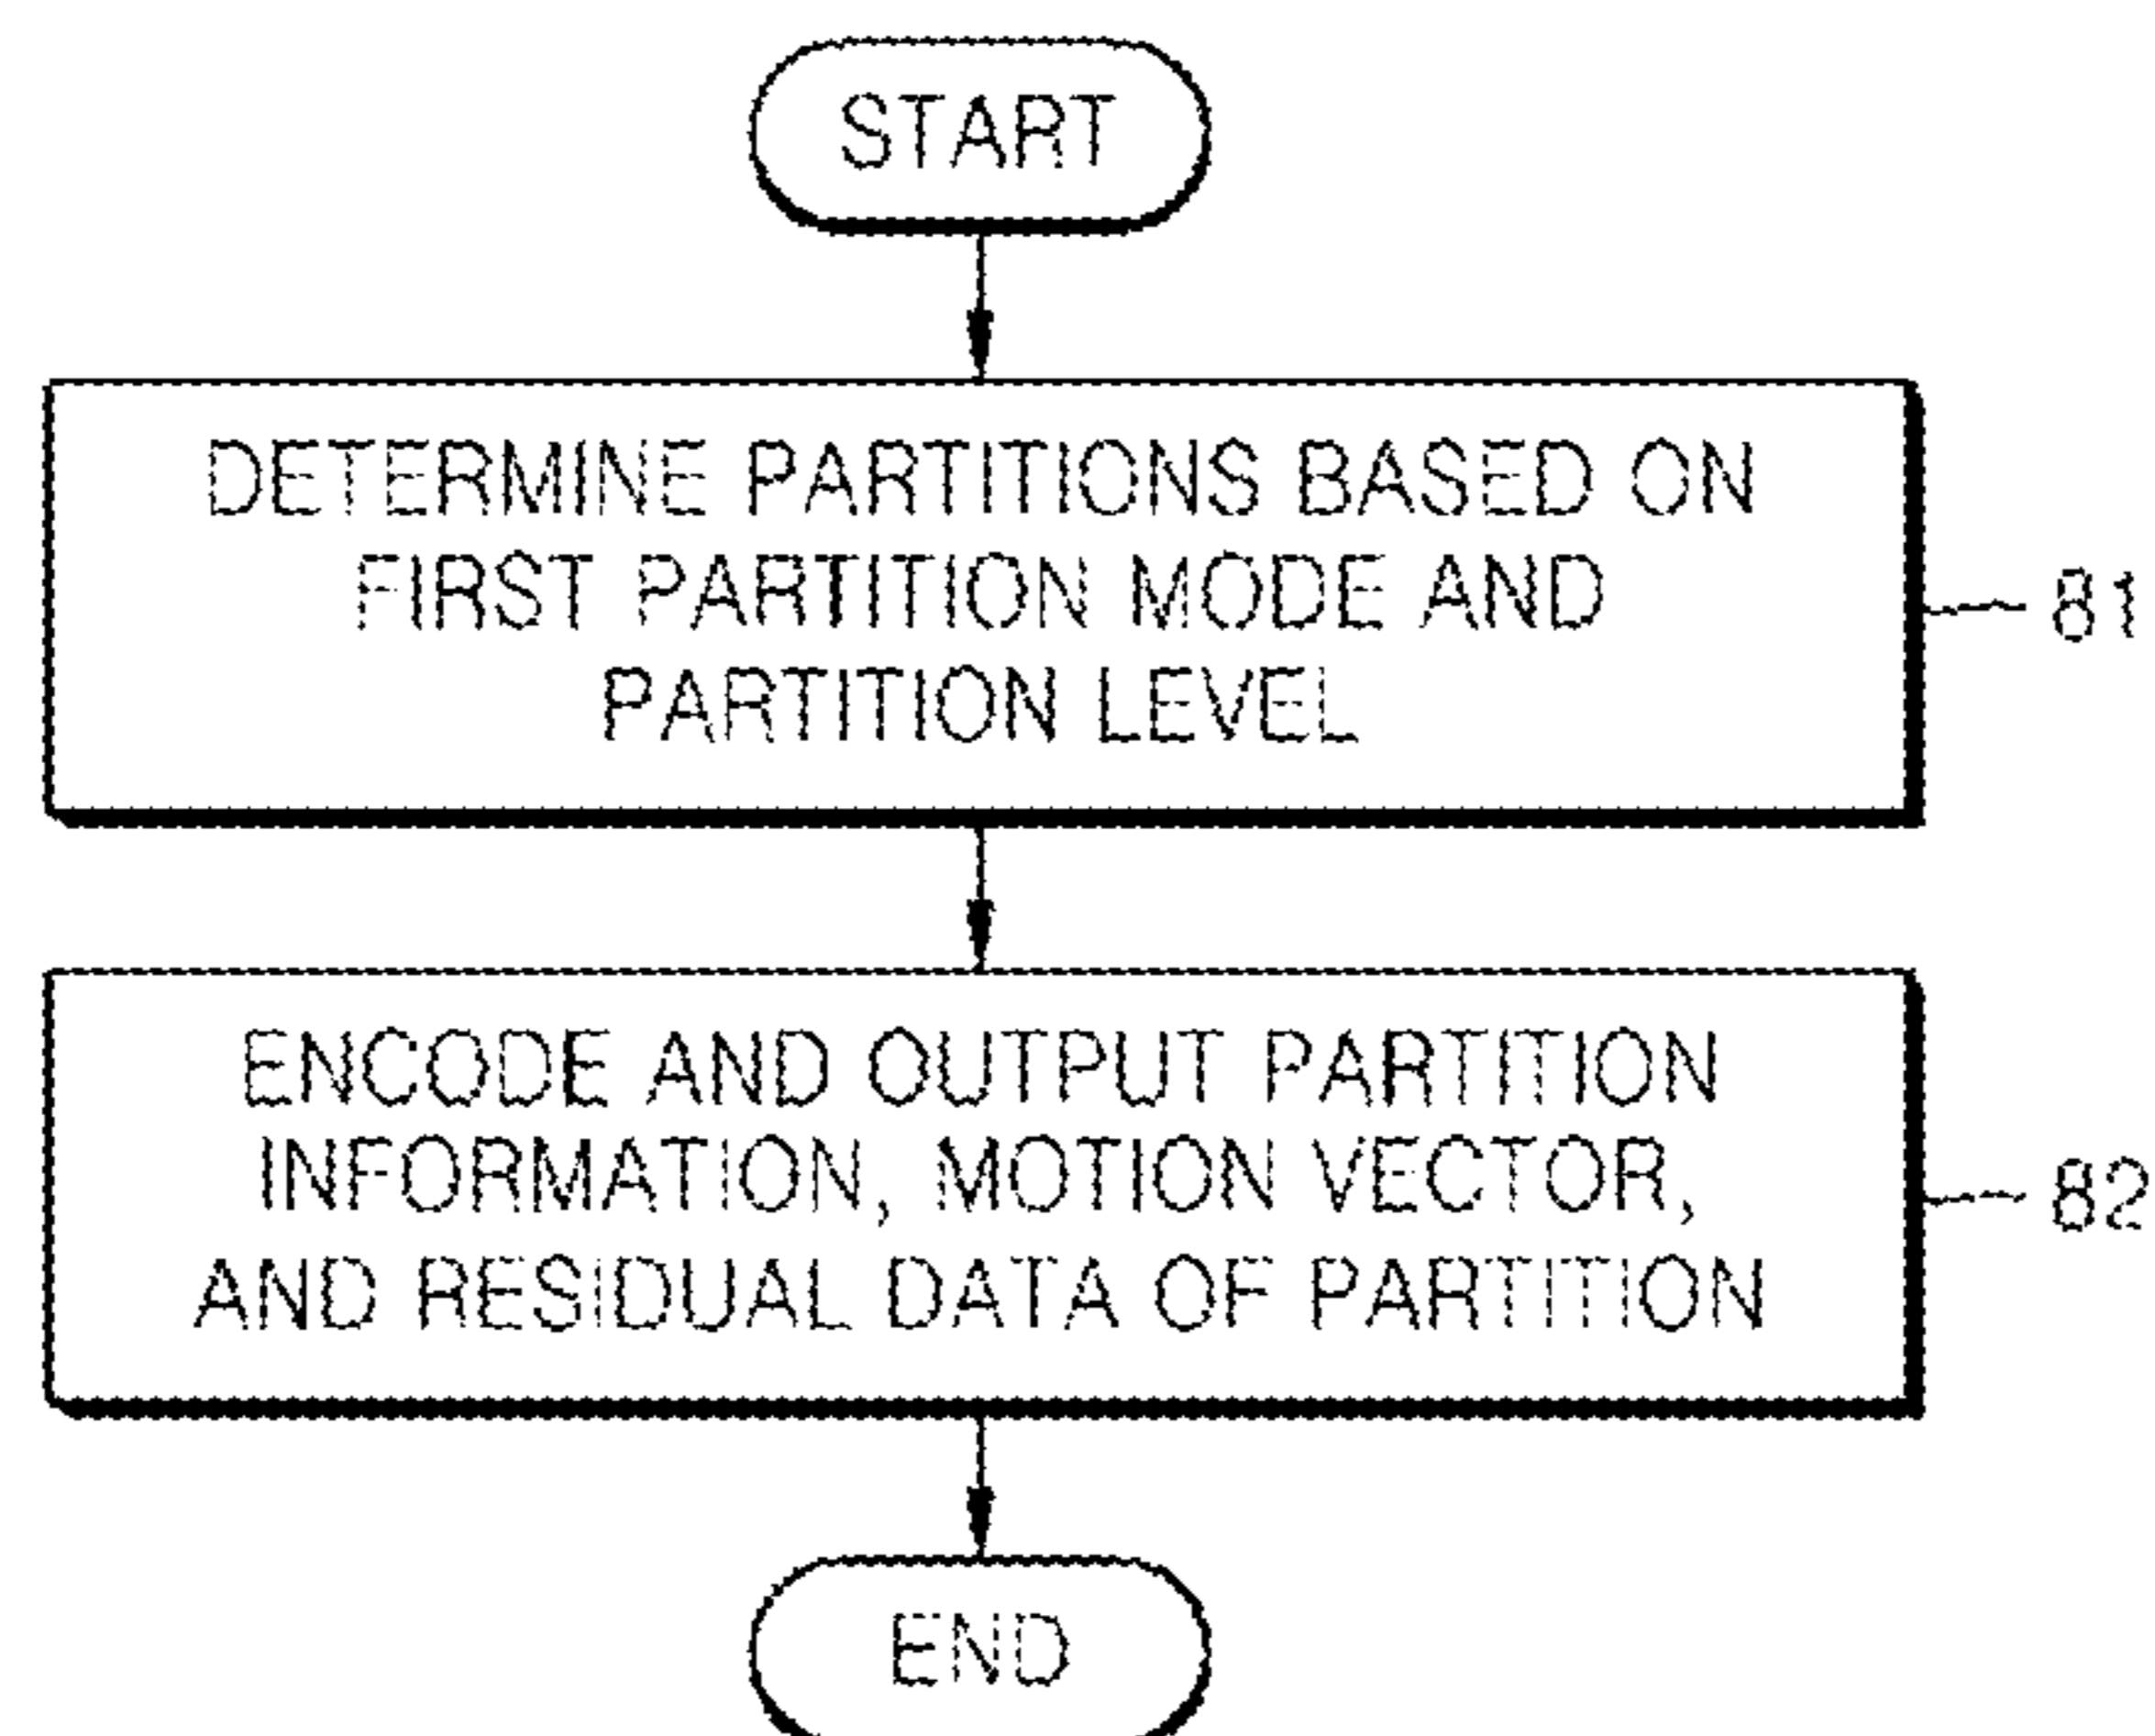 START
DETERMINE PARTITIONS BASED ON
FIRST PARTITION MODE AND
PARTITION LEVEL
81
ENCODE AND OUTPUT PARTITION
INFORMATION, MOTION VECTOR,
AND RESIDUAL DATA OF PARTITION
82
END